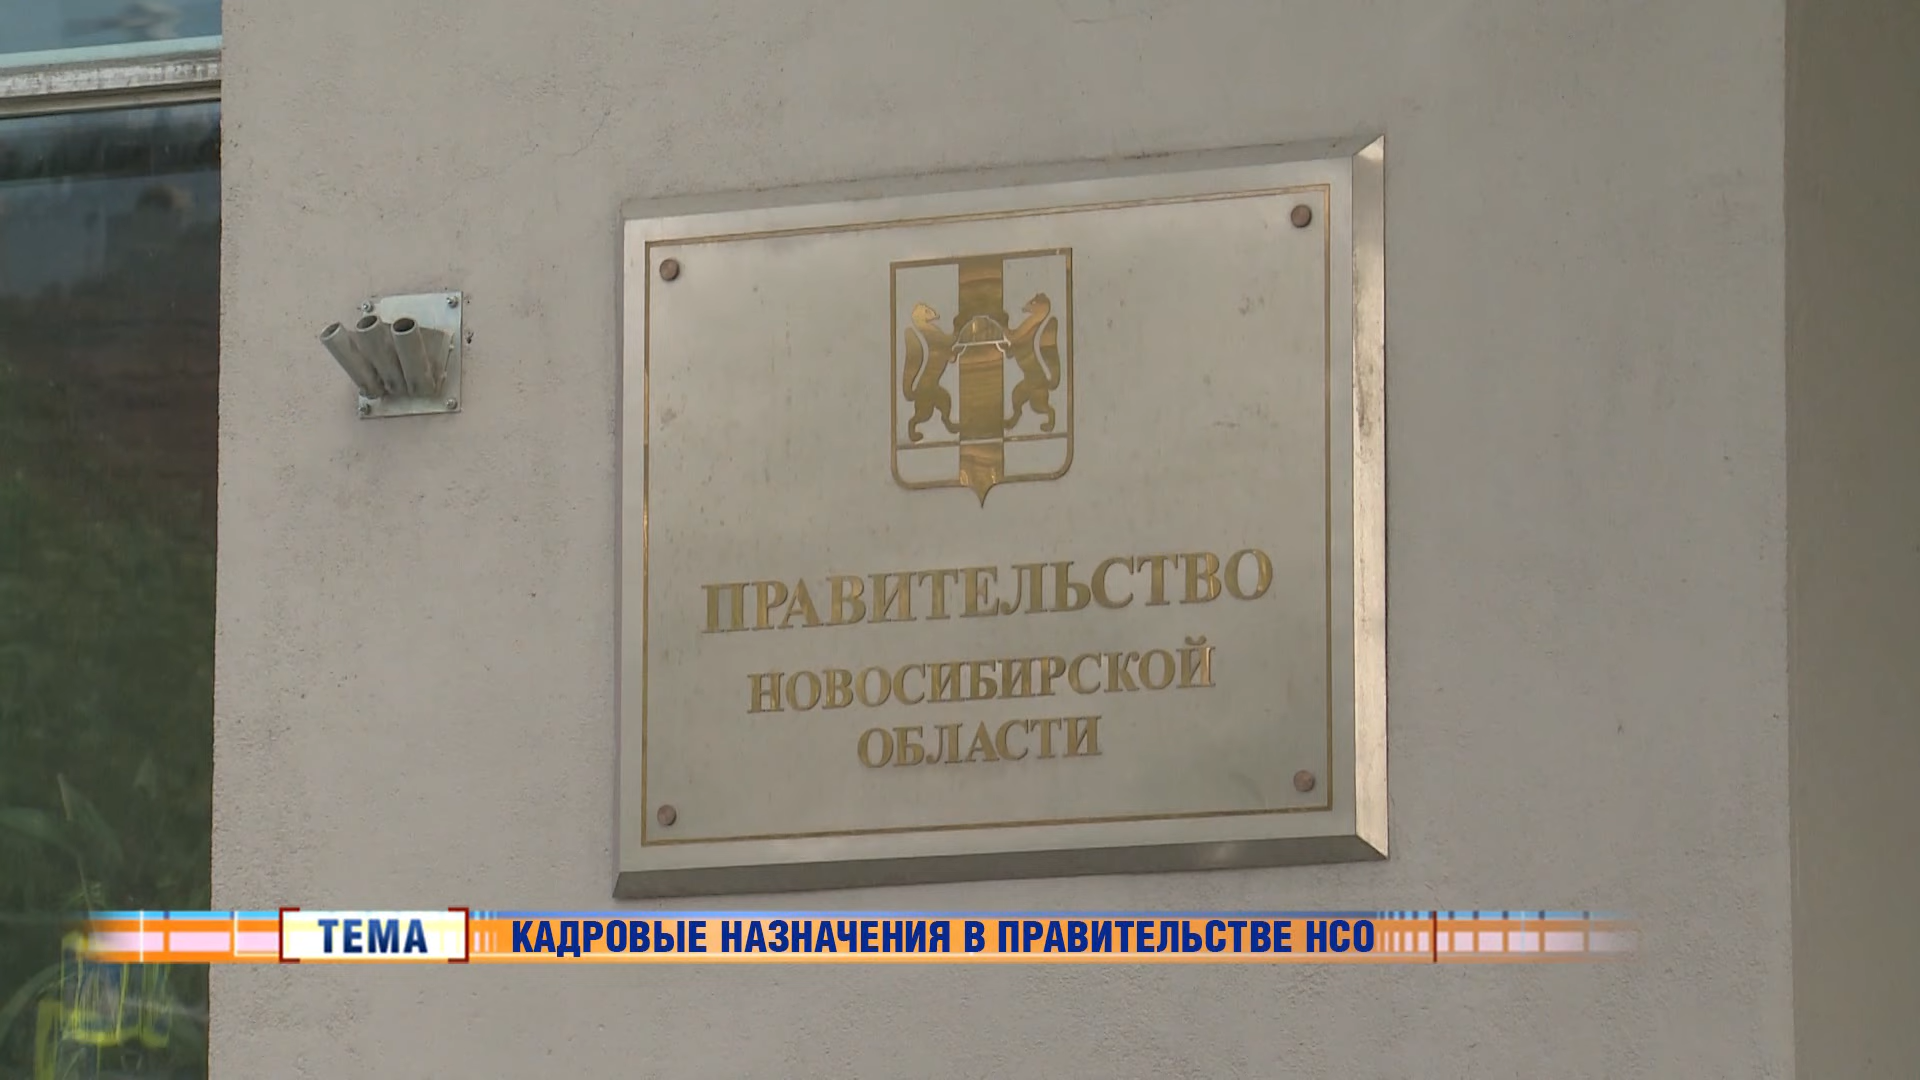 ПРАВИТЕЛЬСТВО
НОВОСИБИРСКОЙ
ОБЛАСТИ
ТЕМА
КАДРОВЫЕ НАЗНАЧЕНИЯ В ПРАВИТЕЛЬСТВЕ НСО